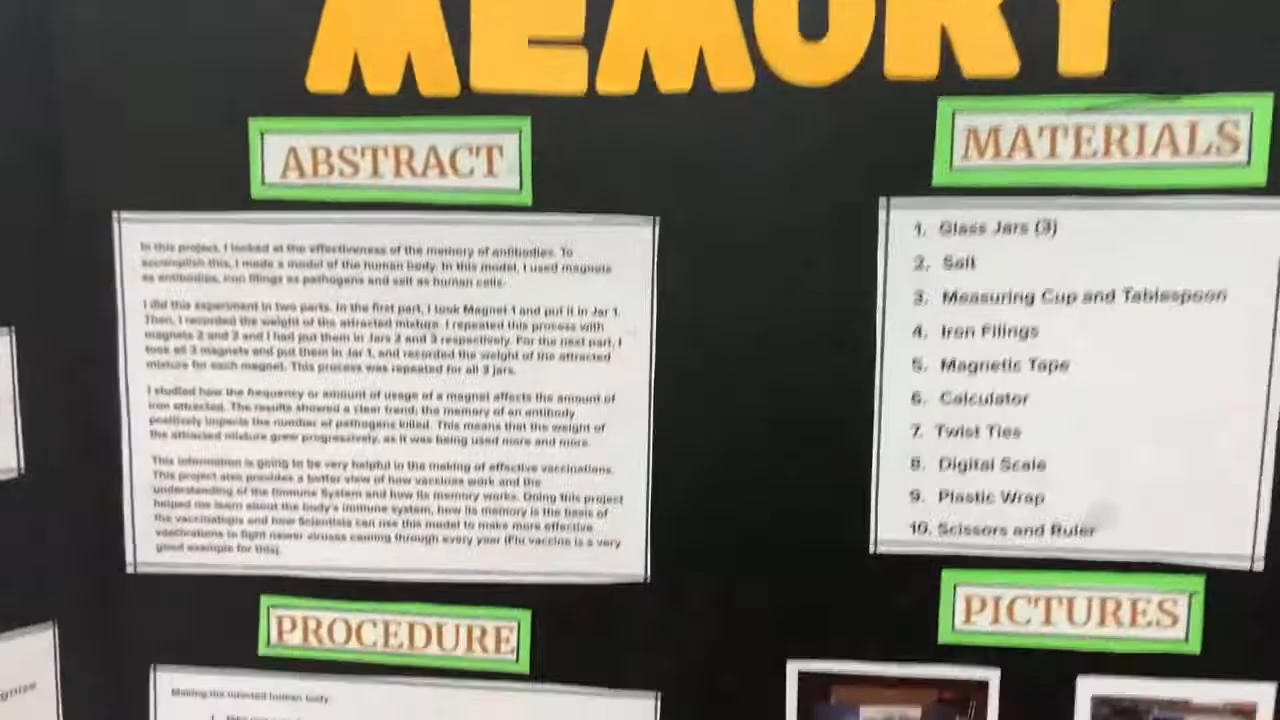 MEMORY
ABSTRACT
In this project, I looked at the effectiveness of the memory of antibodies. To
accomplish this, I made a model of the human body. In this model, I used magnets
as antibodies, iron filings as pathogens and salt as human cells.
I did this experiment in two parts. In the first part, I took Magnet 1 and put it in Jar 1.
Then, I recorded the weight of the attracted mixture. I repeated this process with
magnets 2 and 3 and I had put them in Jars 2 and 3 respectively. For the next part, I
took all 3 magnets and put them in Jar 1, and recorded the weight of the attracted
mixture for each magnet. This process was repeated for all 3 jars.
I studied how the frequency or amount of usage of a magnet affects the amount of
iron attracted. The results showed a clear trend; the memory of an antibody
positively impacts the number of pathogens killed. This means that the weight of
the attracted mixture grew progressively, as it was being used more and more.
This information is going to be very helpful in the making of effective vaccinations.
This project also provides a better view of how vaccines work and the
understanding of the Immune System and how its memory works. Doing this project
helped me learn about the body's immune system, how its memory is the basis of
the vaccinations and how Scientists can use this model to make more effective
vaccinations to fight newer viruses coming through every year (Flu vaccine is a very
good example for this).
PROCEDURE
Making the infected human body:
MATERIALS
1. Glass Jars (3)
2. Salt
3. Measuring Cup and Tablespoon
4. Iron Filings
5. Magnetic Tape
6. Calculator
7. Twist Ties
8. Digital Scale
9. Plastic Wrap
10. Scissors and Ruler
PICTURES